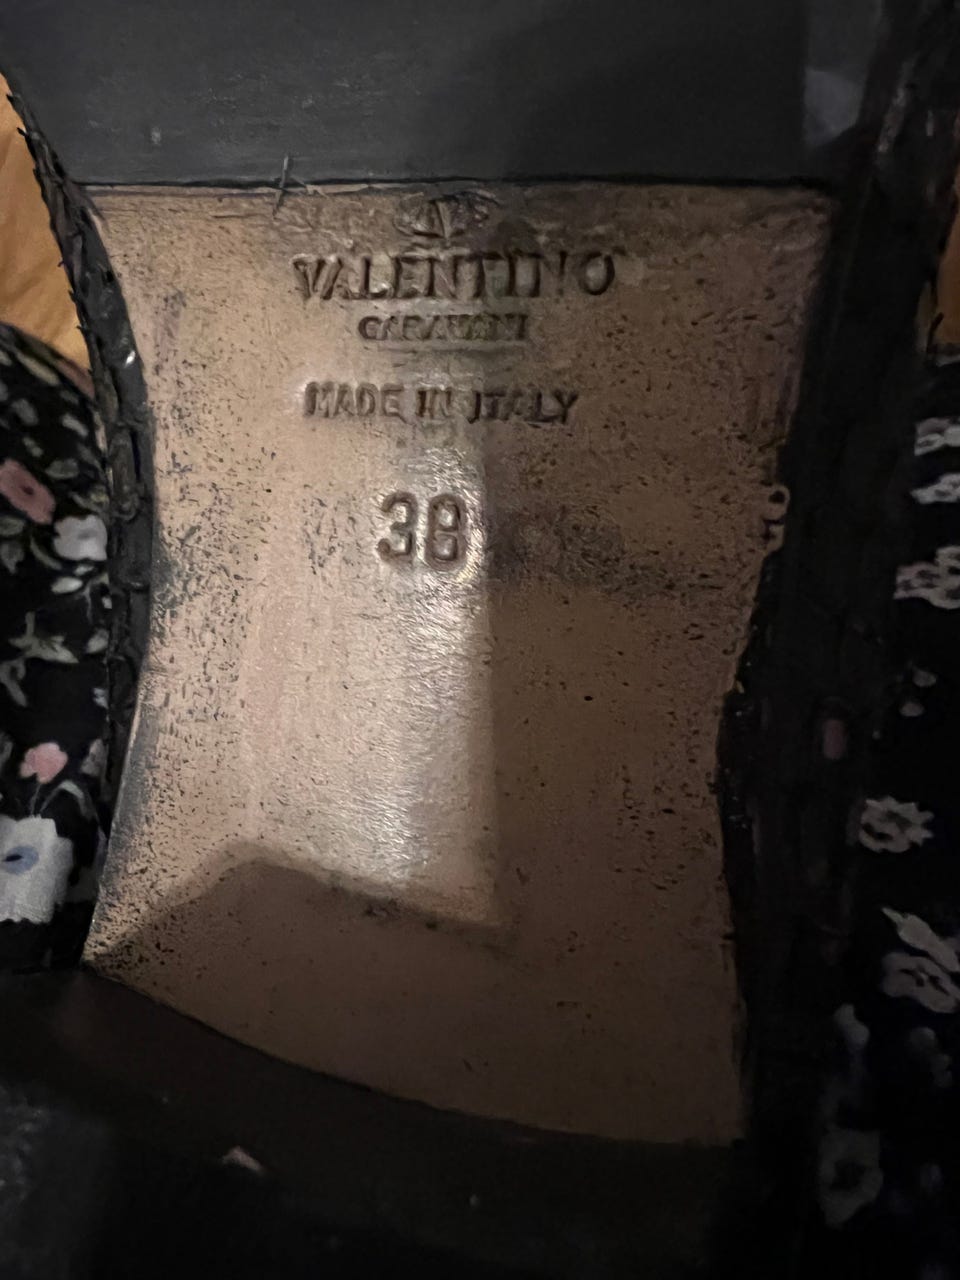 V
VALENTINO
GARAVANI
MADE IN ITALY
38